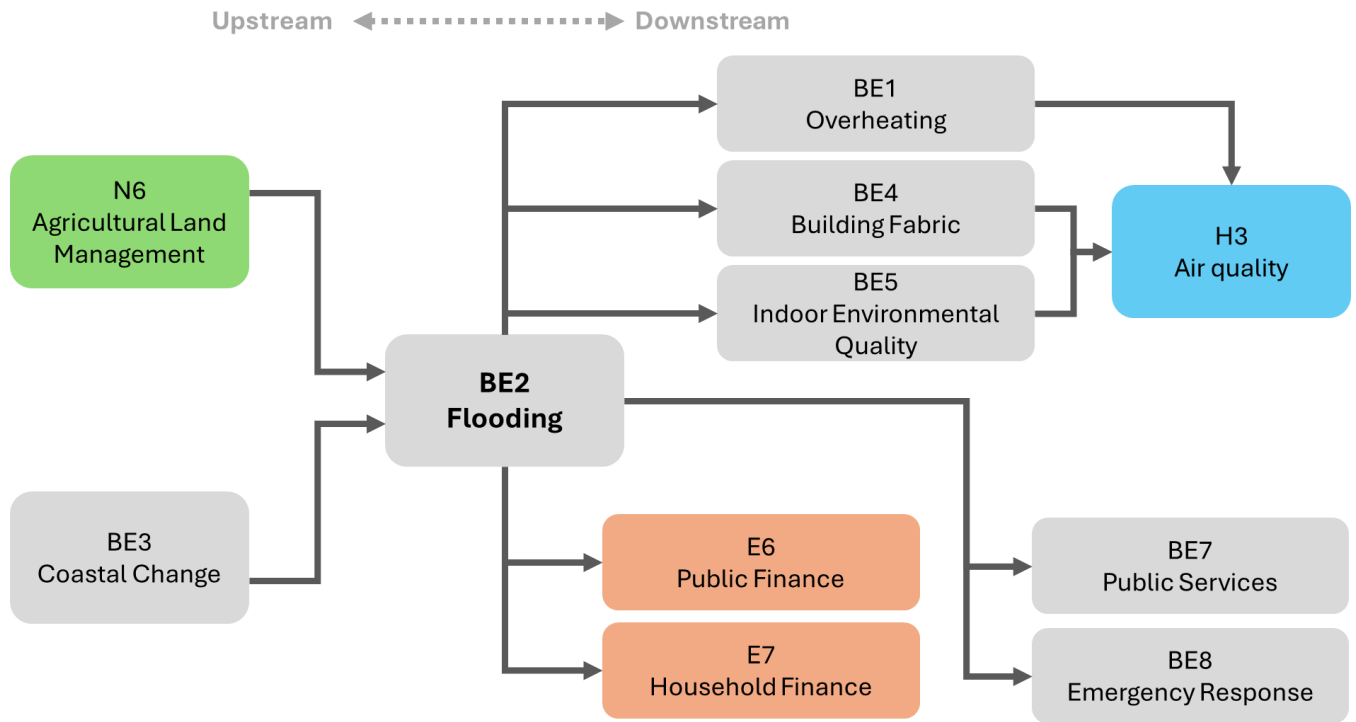 Upstream
Downstream
BE1
Overheating
N6
Agricultural Land
Management
BE4
Building Fabric
H3
Air quality
BE5
Indoor Environmental
Quality
BE2
Flooding
BE3
Coastal Change
E6
Public Finance
BE7
Public Services
E7
Household Finance
BE8
Emergency Response